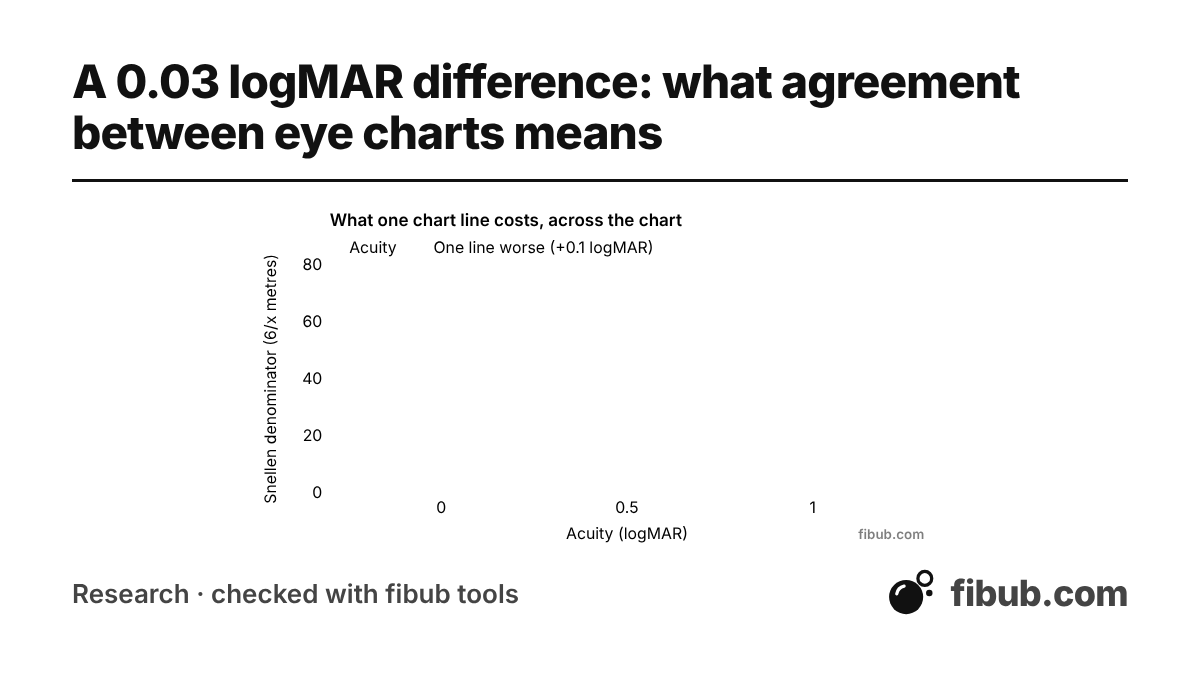 A 0.03 logMAR difference: what agreement
between eye charts means
What one chart line costs, across the chart
Acuity
One line worse (+0.1 logMAR)
Snellen denominator (6/x metres)
80
60
40
20
0
0
0.5
1
Acuity (logMAR)
fibub.com
Research · checked with fibub tools
fibub.com